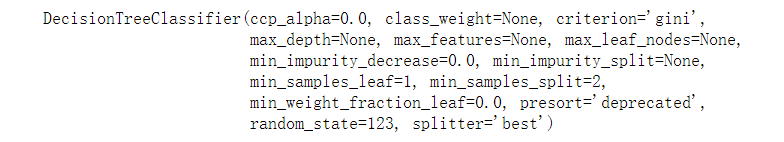 DecisionTreeClassifier(ccp_alpha=0.0, class_weight=None, criterion='gini',
max_depth=None, max_features=None, max_leaf_nodes=None,
min_impurity_decrease=0.0, min_impurity_split=None,
min_samples_leaf=1, min_samples_split=2,
min_weight_fraction_leaf=0.0, presort='deprecated',
random_state=123, splitter='best')